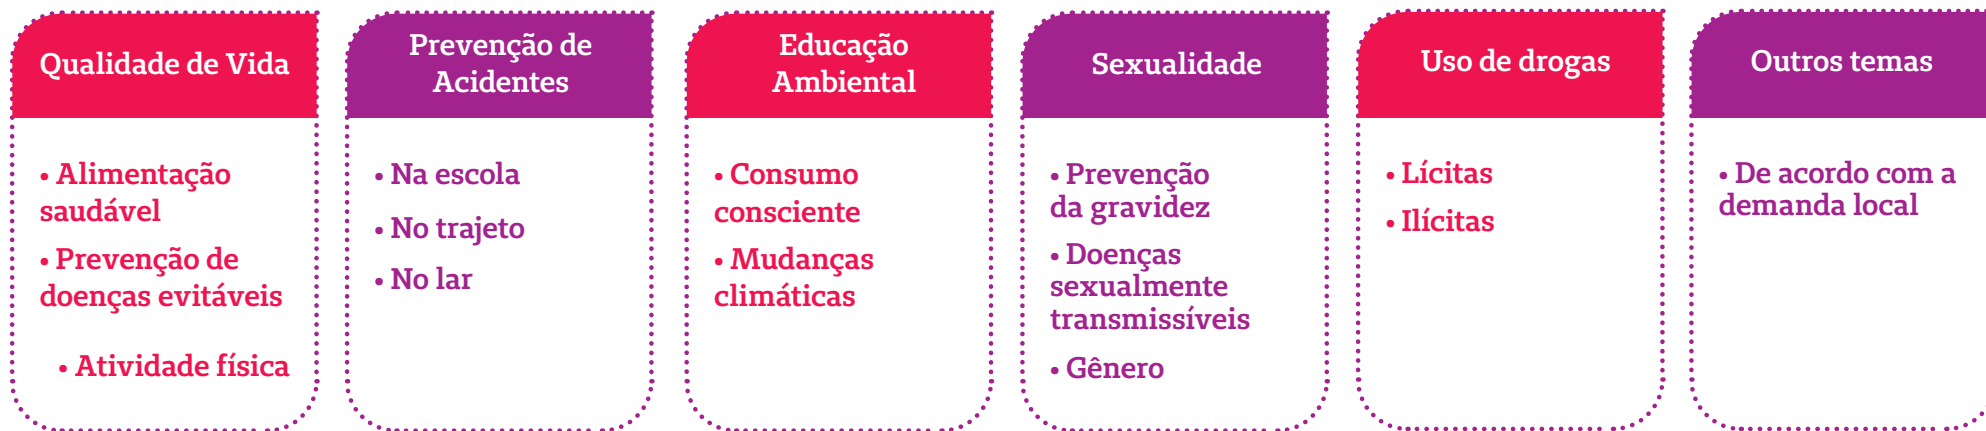 Qualidade de Vida
• Alimentação
saudável
• Prevenção de
doenças evitáveis
• Atividade física
Prevenção de
Acidentes
• Na escola
• No trajeto
• No lar
Educação
Ambiental
• Consumo
consciente
• Mudanças
climáticas
Sexualidade
• Prevenção
da gravidez
• Doenças
sexualmente
transmissíveis
• Gênero
Uso de drogas
• Lícitas
• Ilícitas
Outros temas
• De acordo com a
demanda local